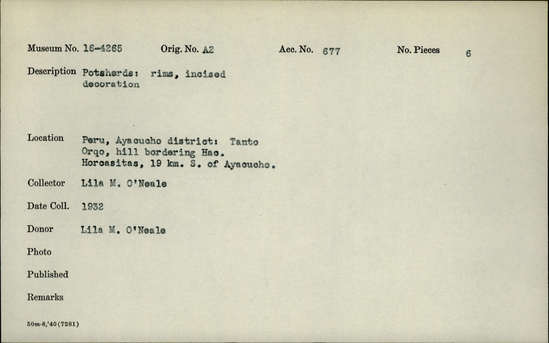 Museum No. 16-4265 Orig. No. A2 Acc. No. 677 No. Pieces 6
Description Potsherds: rims, incised
decoration
Location Peru, Ayacucho district: Tanto
Orqo, hill bordering Hac.
Horcasitas, 19 km. S. of Ayacucho.
Collector Lila M. O'Neale
Date Coll. 1932
Donor Lila M. O'Neale
Photo
Published
Remarks
50m-8,'40(7281)